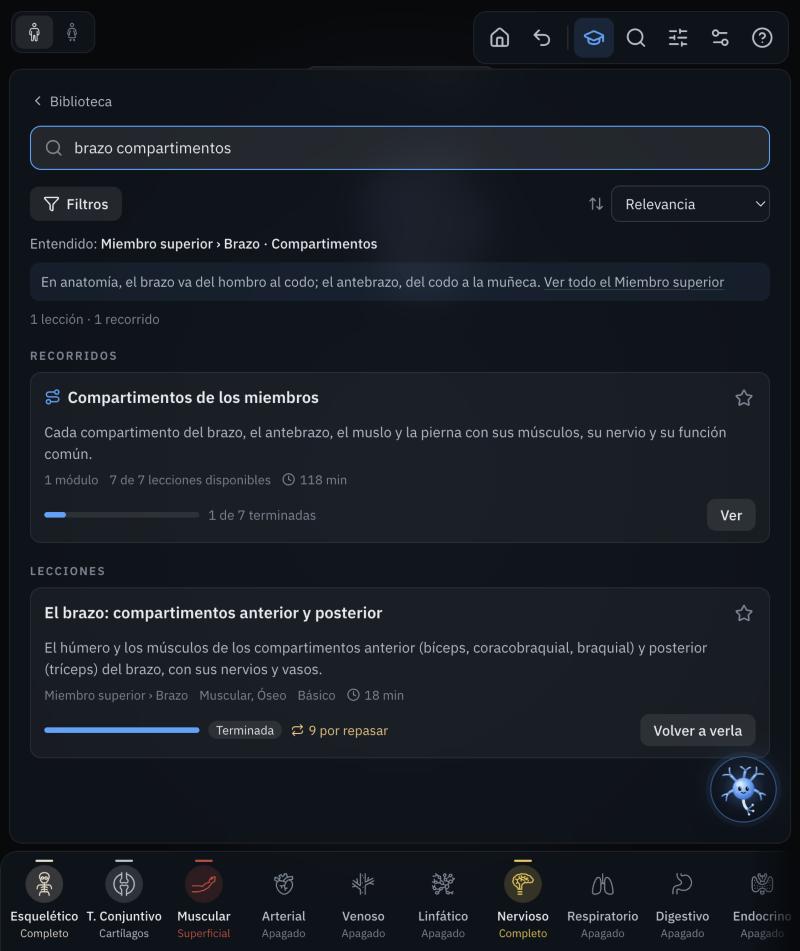 Biblioteca
brazo compartimentos
Filtros
Relevancia
Entendido: Miembro superior › Brazo · Compartimentos
En anatomía, el brazo va del hombro al codo; el antebrazo, del codo a la muñeca. Ver todo el Miembro superior
1 lección · 1 recorrido
RECORRIDOS
Compartimentos de los miembros
Cada compartimento del brazo, el antebrazo, el muslo y la pierna con sus músculos, su nervio y su función
común.
1 módulo 7 de 7 lecciones disponibles 118 min
1 de 7 terminadas
Ver
LECCIONES
El brazo: compartimentos anterior y posterior
El húmero y los músculos de los compartimentos anterior (bíceps, coracobraquial, braquial) y posterior
(tríceps) del brazo, con sus nervios y vasos.
Miembro superior › Brazo Muscular, Óseo Básico 18 min
Terminada 9 por repasar
Volver a verla
Esquelético T. Conjuntivo Muscular Arterial Venoso Linfático Nervioso Respiratorio Digestivo Endocrino
Completo Cartílagos Superficial Apagado Apagado Apagado Completo Apagado Apagado Apagado